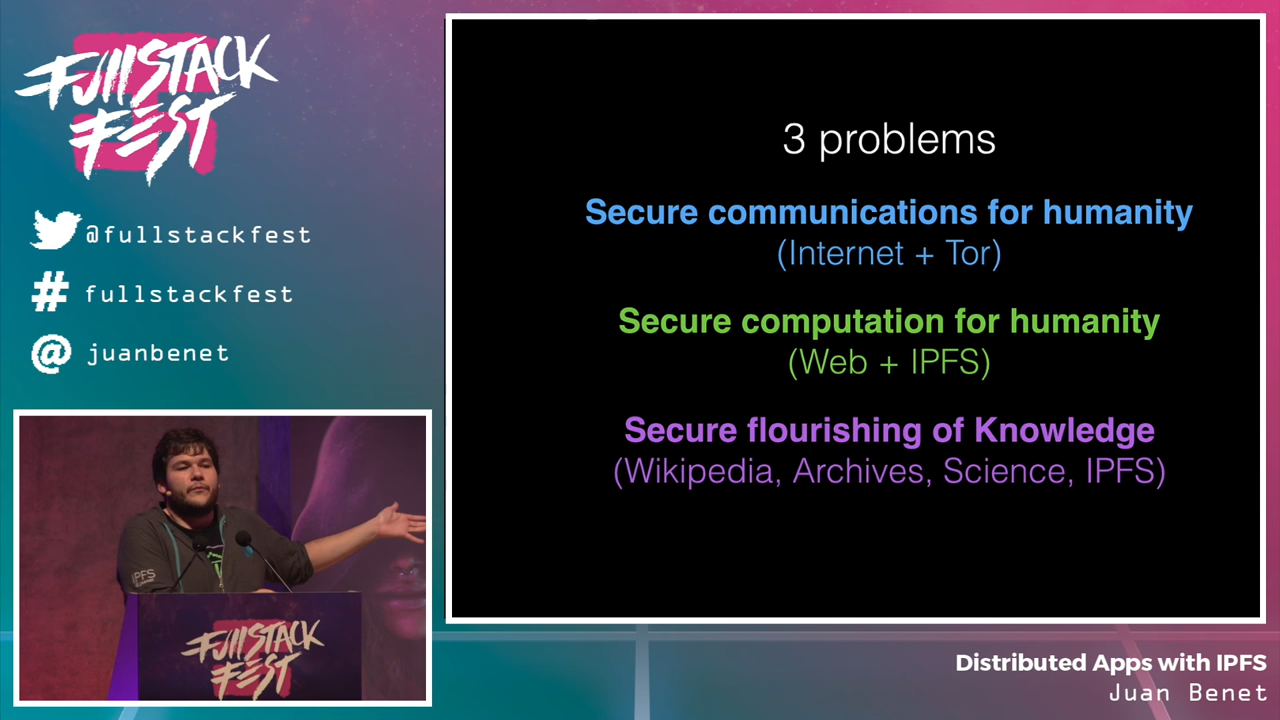 FullSTACK
FEST
@fullstackfest
# fullstackfest
@ juanbenet
3 problems
Secure communications for humanity
(Internet + Tor)
Secure computation for humanity
(Web + IPFS)
Secure flourishing of Knowledge
(Wikipedia, Archives, Science, IPFS)
IPFS
FullSTACK
FEST
Distributed Apps with IPFS
Juan Benet